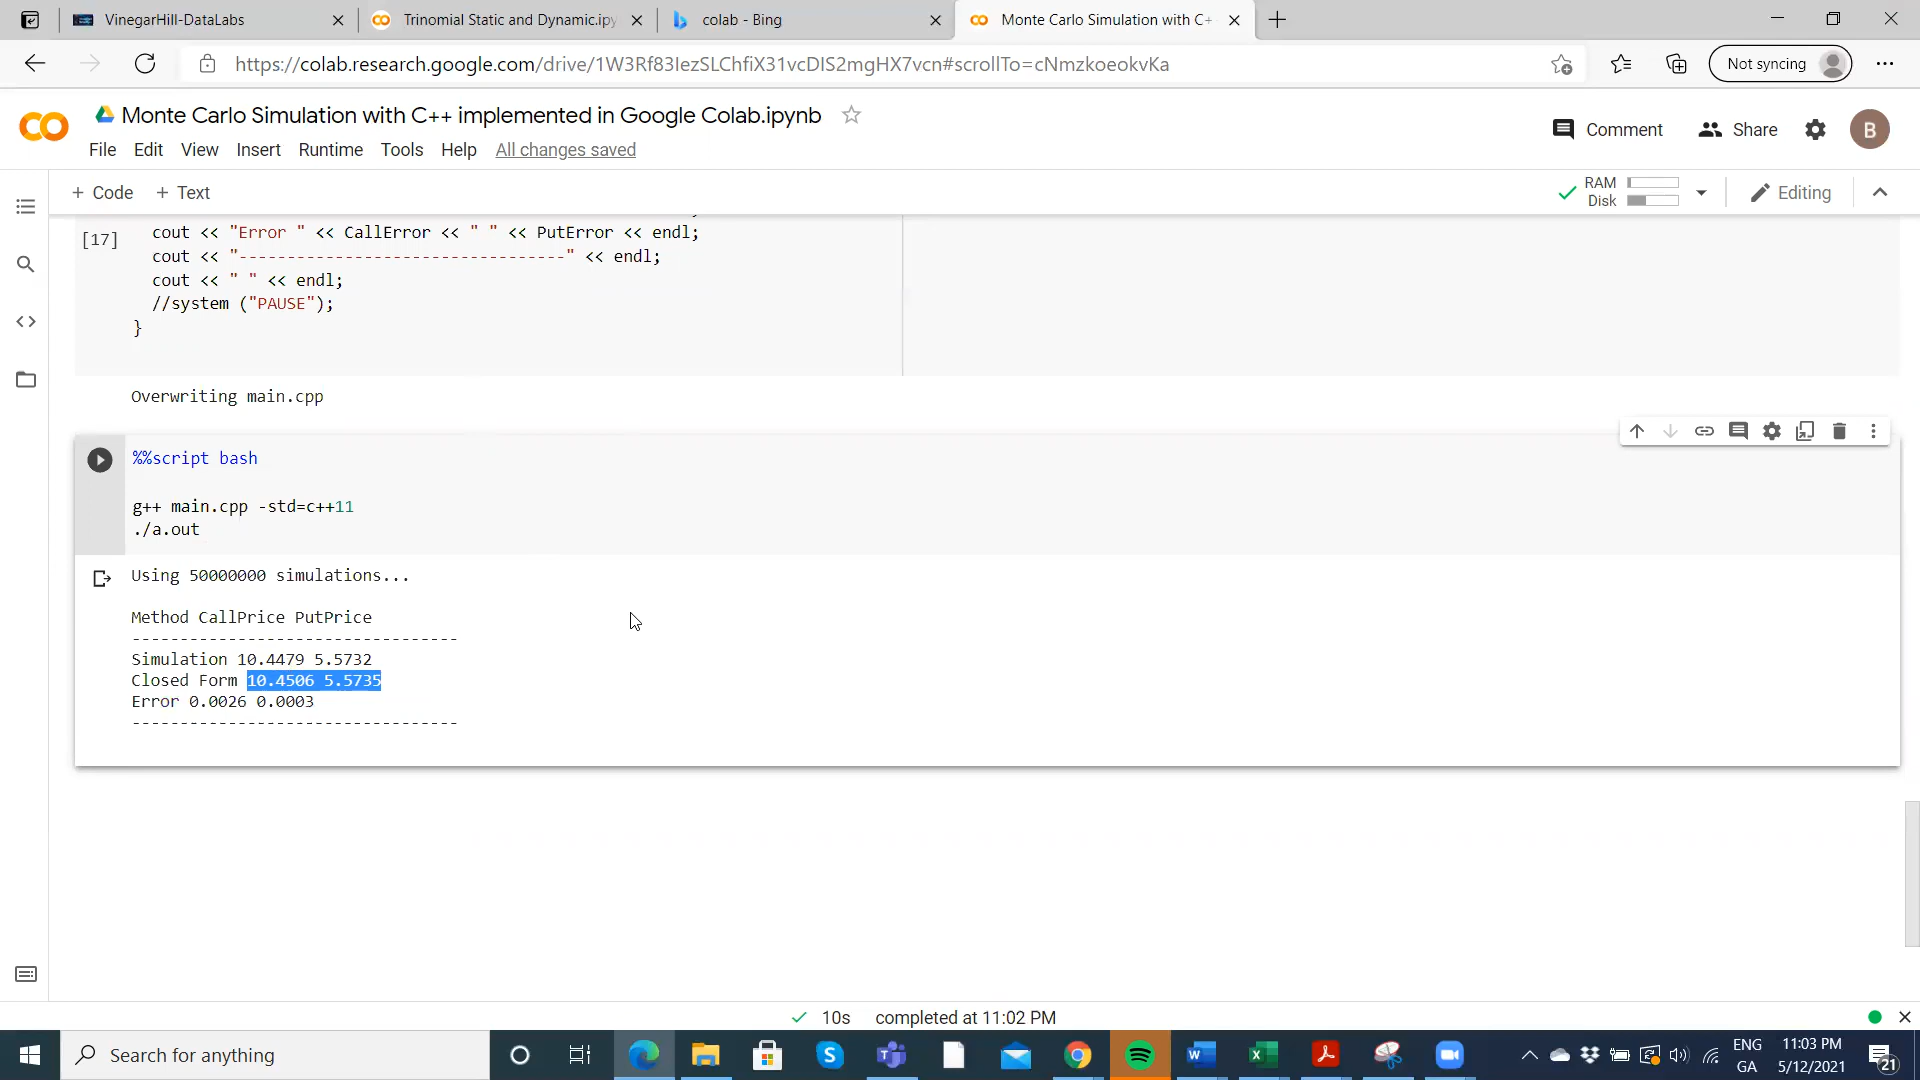 VinegarHill-DataLabs
Trinomial Static and Dynamic.ipy
colab - Bing
Monte Carlo Simulation with C+
https://colab.research.google.com/drive/1W3Rf83IezSLChfiX31vcDIS2mgHX7vcn#scrollTo=cNmzkoeokvKa
Not syncing
Monte Carlo Simulation with C++ implemented in Google Colab.ipynb
Comment
Share
B
File Edit View Insert Runtime Tools Help All changes saved
+ Code + Text
RAM
Disk
Editing
[17]
cout << "Error " << CallError << " " << PutError << endl;
cout << "----------------------------------" << endl;
cout << " " << endl;
//system ("PAUSE");
}
Overwriting main.cpp
%%script bash
g++ main.cpp -std=c++11
./a.out
Using 50000000 simulations...
Method CallPrice PutPrice
----------------------------------
Simulation 10.4479 5.5732
Closed Form 10.4506 5.5735
Error 0.0026 0.0003
----------------------------------
10s completed at 11:02 PM
Search for anything
ENG
GA
11:03 PM
5/12/2021
21